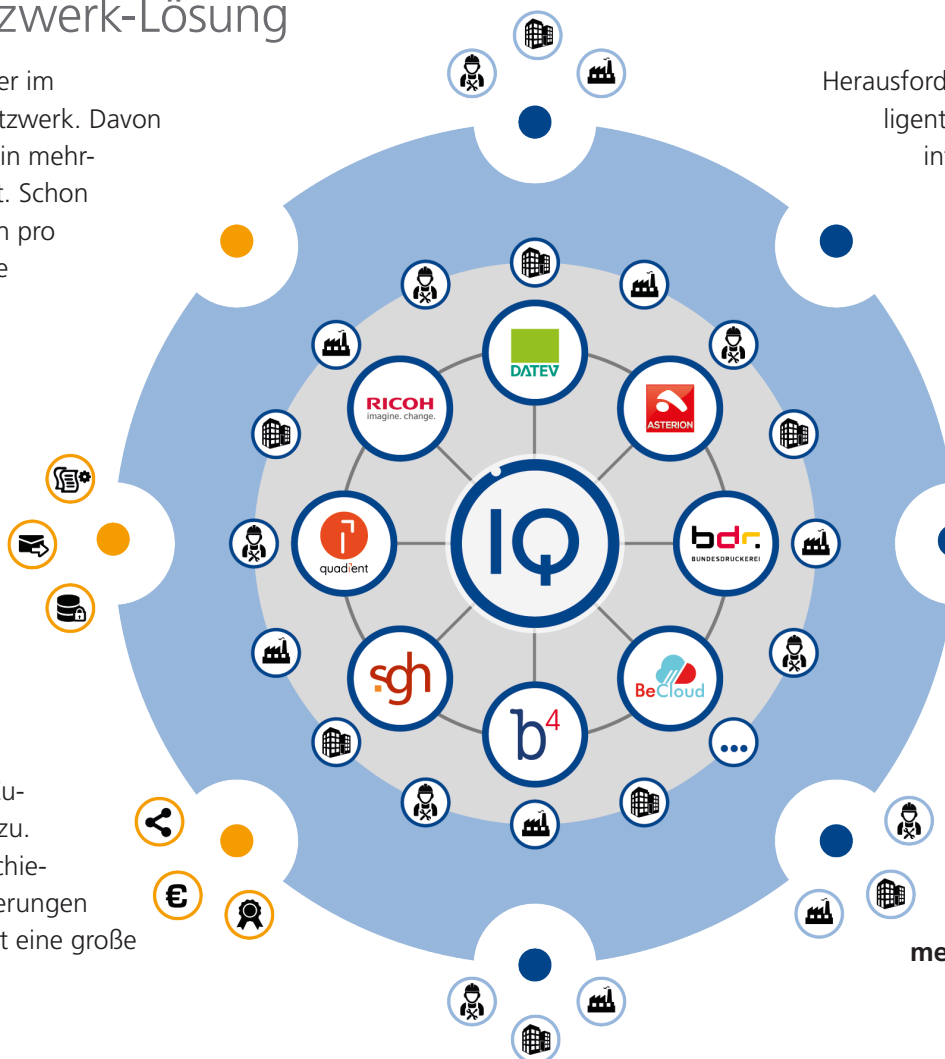 zwerk-Lösung
er im
tzwerk. Davon
in mehr-
t. Schon
n pro
e
Herausford
ligent
in
DATEV
RICOH
imagine. change.
ASTERION
IQ
quadient
bdr.
BUNDESDRUCKEREI
sgh
BeCloud
b4
...
zu.
chie-
erungen
t eine große
€
me